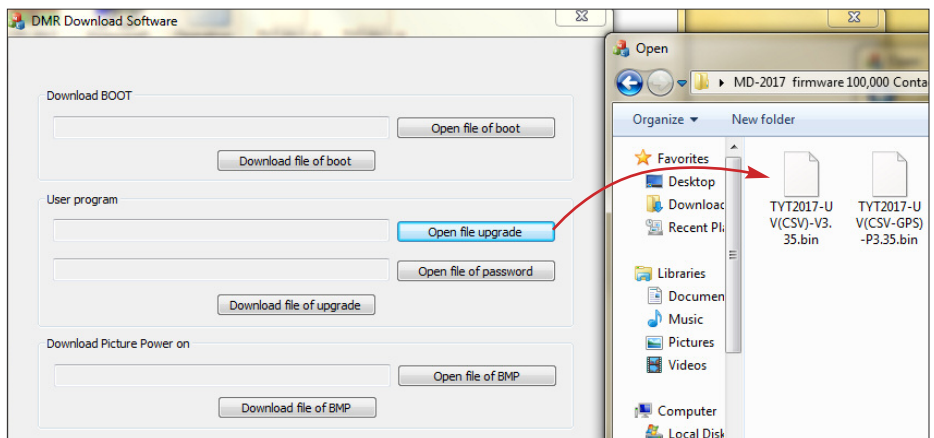 DMR Download Software
Download BOOT
Open file of boot
Download file of boot
User program
Open file upgrade
Open file of password
Download file of upgrade
Download Picture Power on
Open file of BMP
Download file of BMP
Open
MD-2017 firmware 100,000 Conta
Organize
New folder
Favorites
Desktop
Downloac
Recent Pla
Libraries
Documen
Music
Pictures
Videos
Computer
Local Disk
TYT2017-U
V(CSV)-V3.
35.bin
TYT2017-U
V(CSV-GPS)
-P3.35.bin